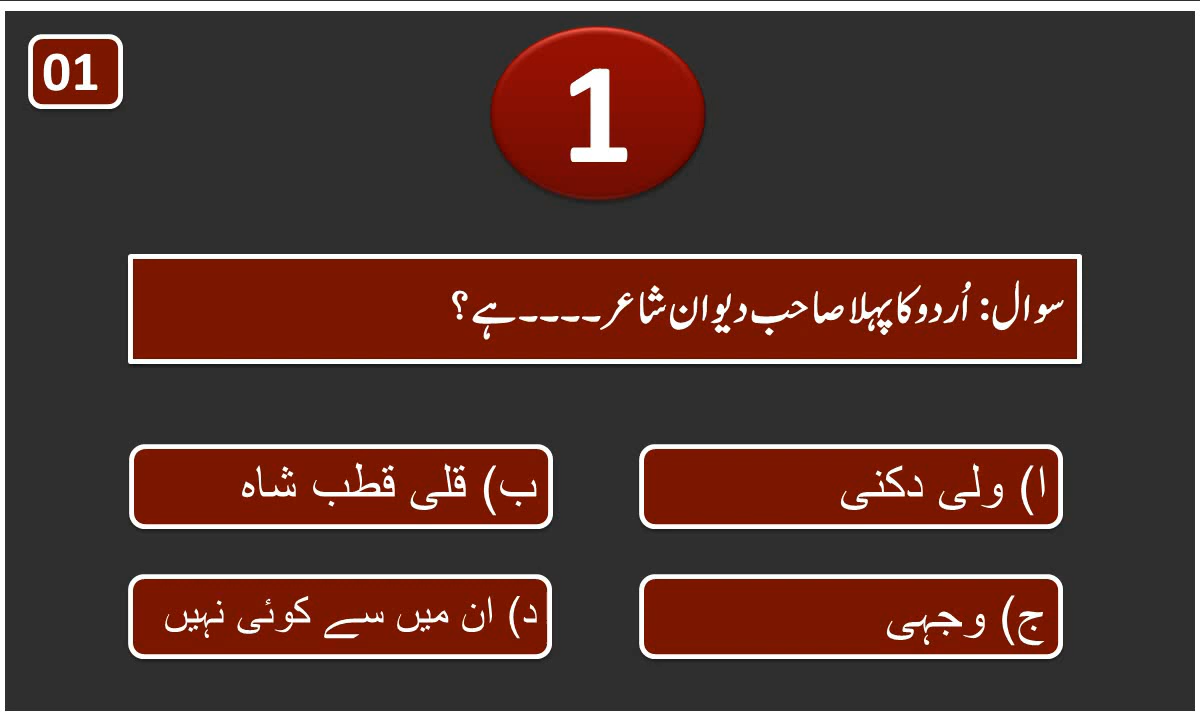 01
1
سوال: اُردو کا پہلا صاحب دیوان شاعر۔۔۔۔ہے؟
ا) ولی دکنی
ب) قلی قطب شاہ
ج) وجہی
د) ان میں سے کوئی نہیں